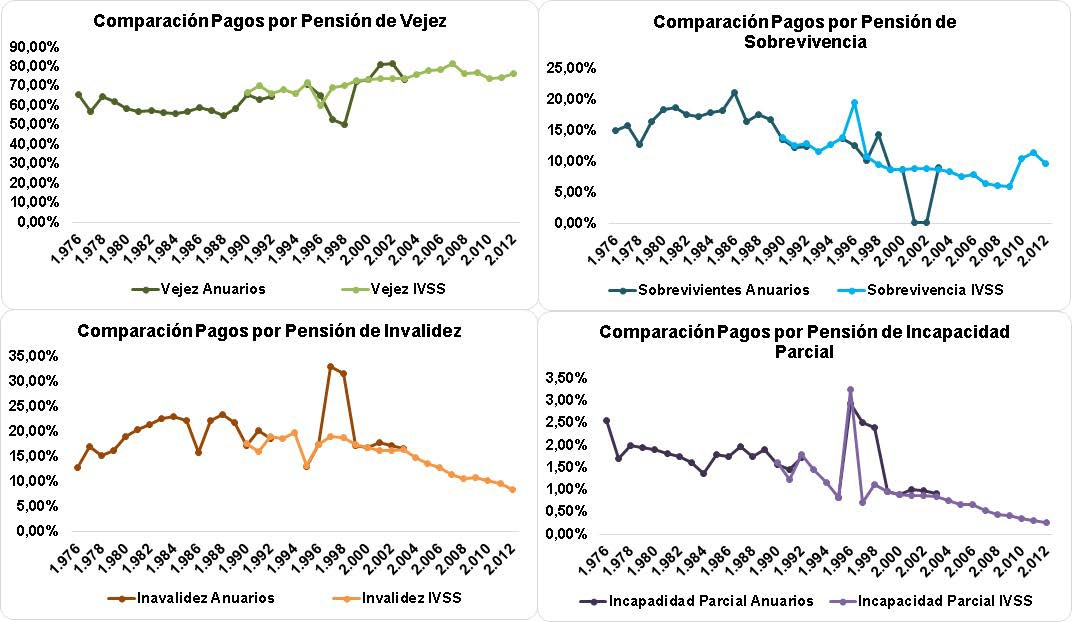 Comparación Pagos por Pensión de Vejez
90,00%
80,00%
70,00%
60,00%
50,00%
40,00%
30,00%
20,00%
10,00%
0,00%
1.976 1.978 1.980 1.982 1.984 1.986 1.988 1.990 1.992 1.994 1.996 1.998 2.000 2.002 2.004 2.006 2.008 2.010 2.012
Vejez Anuarios Vejez IVSS
Comparación Pagos por Pensión de
Sobrevivencia
25,00%
20,00%
15,00%
10,00%
5,00%
0,00%
1.976 1.978 1.980 1.982 1.984 1.986 1.988 1.990 1.992 1.994 1.996 1.998 2.000 2.002 2.004 2.006 2.008 2.010 2.012
Sobrevivientes Anuarios Sobrevivencia IVSS
Comparación Pagos por Pensión de Invalidez
35,00%
30,00%
25,00%
20,00%
15,00%
10,00%
5,00%
0,00%
1.976 1.978 1.980 1.982 1.984 1.986 1.988 1.990 1.992 1.994 1.996 1.998 2.000 2.002 2.004 2.006 2.008 2.010 2.012
Inavalidez Anuarios Invalidez IVSS
Comparación Pagos por Pensión de Incapacidad
Parcial
3,50%
3,00%
2,50%
2,00%
1,50%
1,00%
0,50%
0,00%
1.976 1.978 1.980 1.982 1.984 1.986 1.988 1.990 1.992 1.994 1.996 1.998 2.000 2.002 2.004 2.006 2.008 2.010 2.012
Incapadidad Parcial Anuarios Incapacidad Parcial IVSS